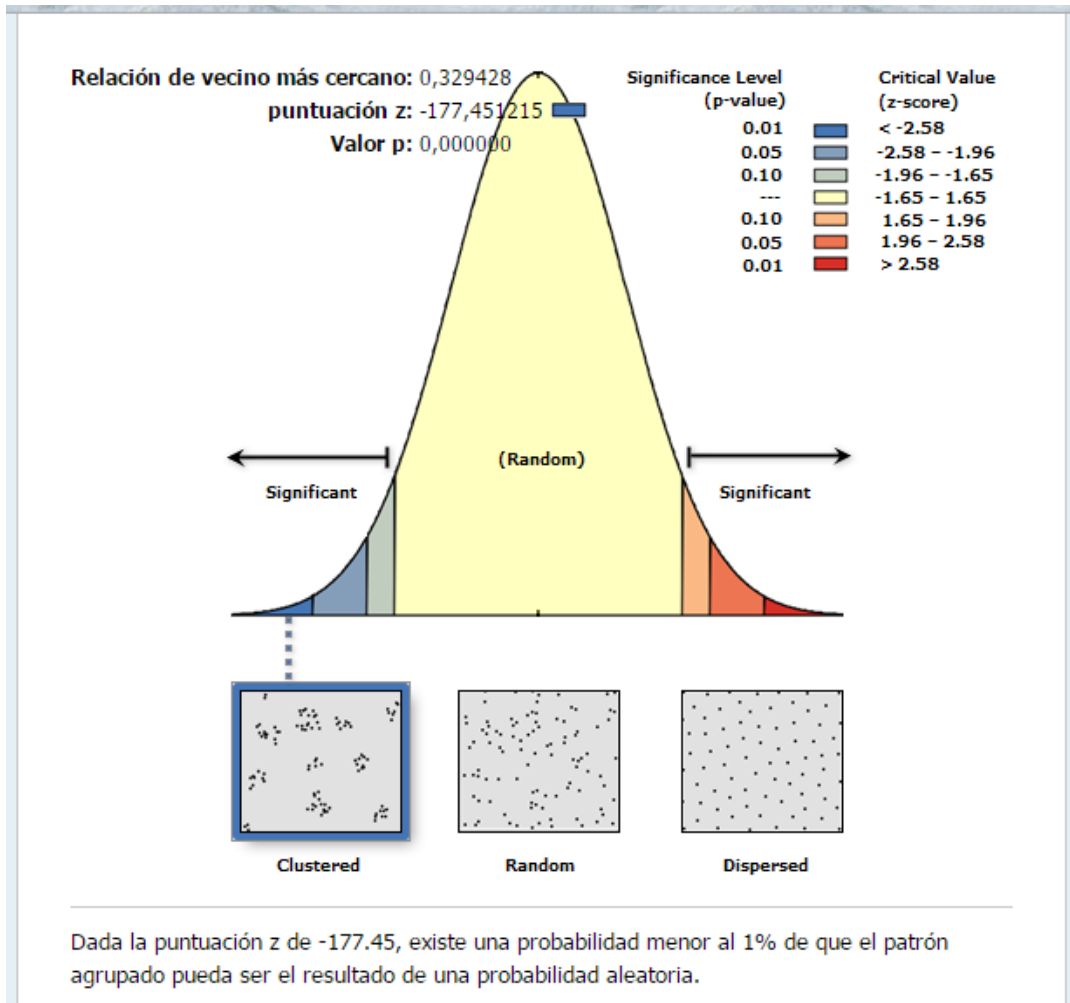 Relación de vecino más cercano: 0,329428
puntuación z: -177,451215
Valor p: 0,000000
Significance Level
(p-value)
Critical Value
(z-score)
0.01 < -2.58
0.05 -2.58 – -1.96
0.10 -1.96 – -1.65
--- -1.65 – 1.65
0.10 1.65 – 1.96
0.05 1.96 – 2.58
0.01 > 2.58
(Random)
Significant
Significant
Clustered
Random
Dispersed
Dada la puntuación z de -177.45, existe una probabilidad menor al 1% de que el patrón
agrupado pueda ser el resultado de una probabilidad aleatoria.